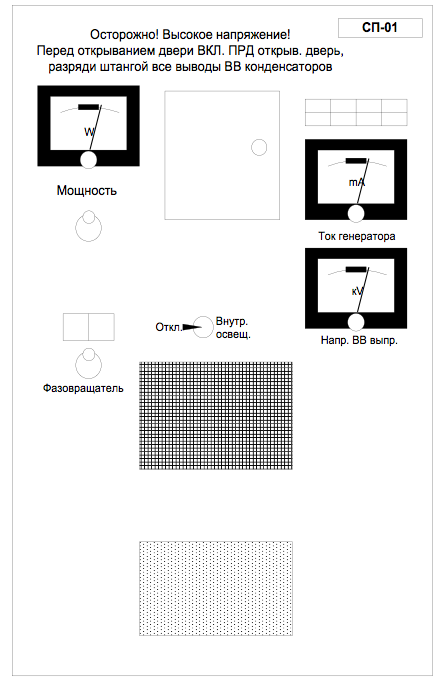 СП-01
Осторожно! Высокое напряжение!
Перед открыванием двери ВКЛ. ПРД открыв. дверь,
разряди штангой все выводы ВВ конденсаторов
W
Мощность
mA
Ток генератора
кV
Напр. ВВ выпр.
Откл.
Внутр.
освещ.
Фазовращатель